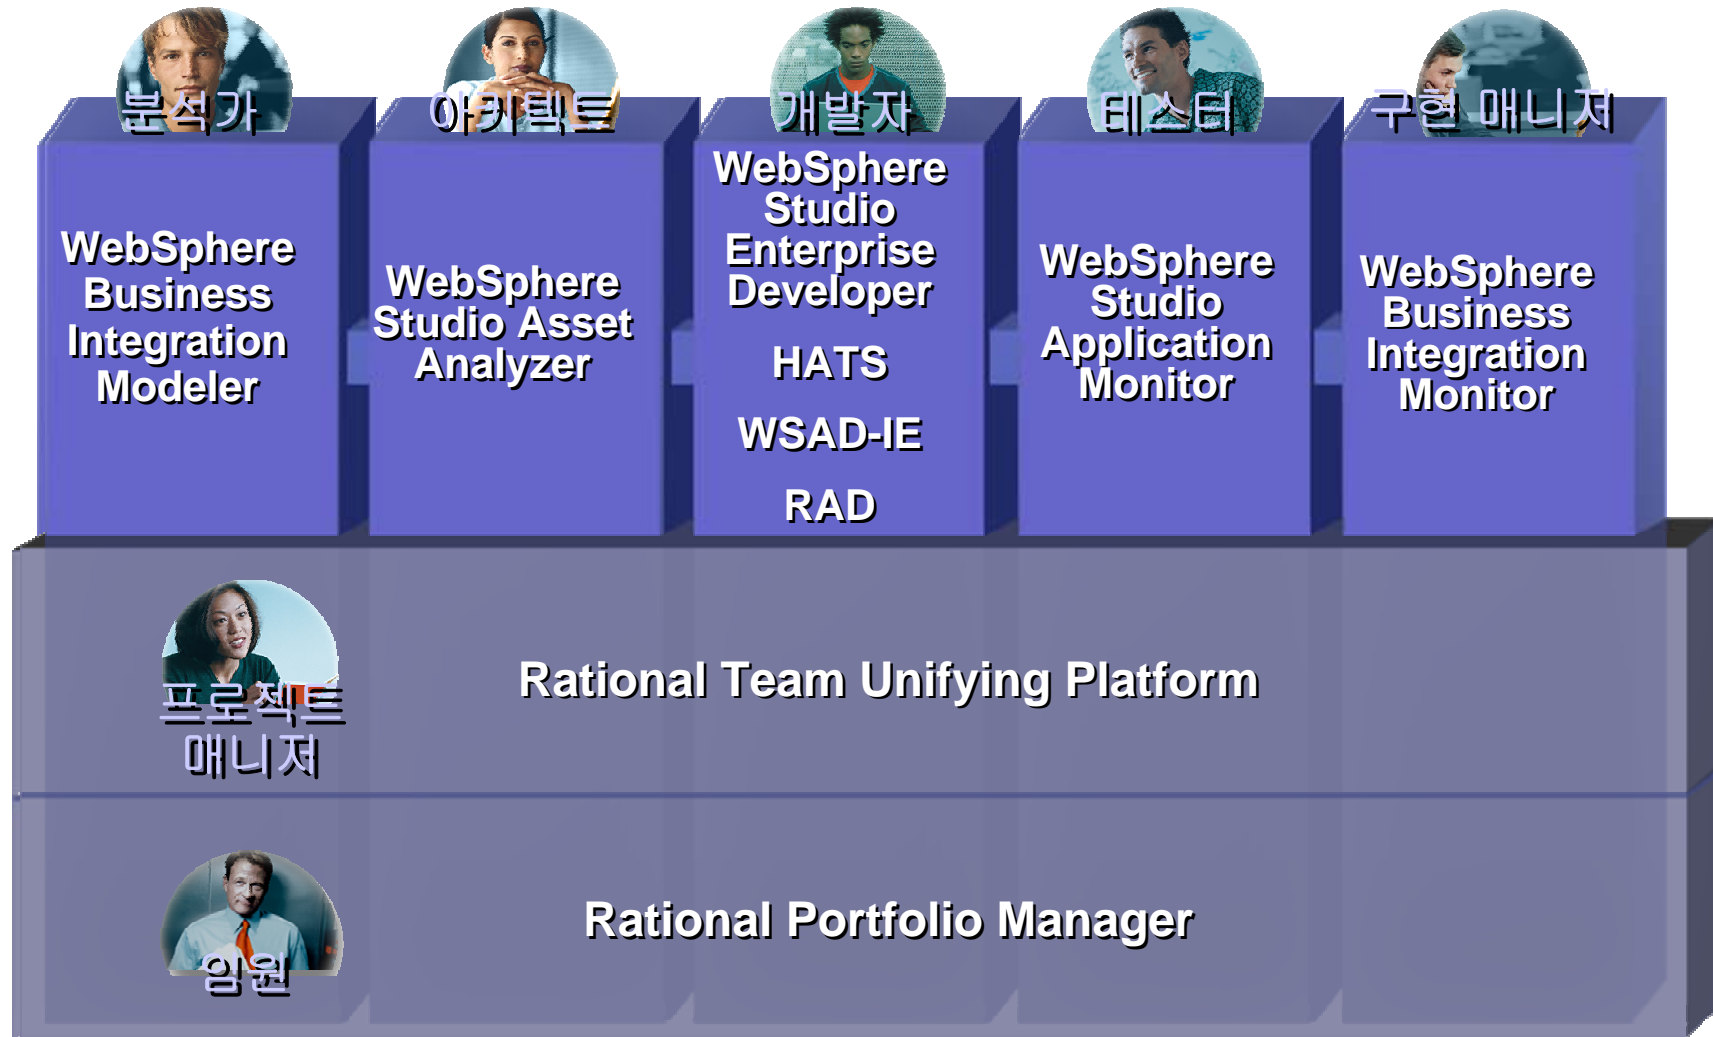 분석가
WebSphere
Business
Integration
Modeler
아키텍트
WebSphere
Studio Asset
Analyzer
개발자
WebSphere
Studio
Enterprise
Developer
HATS
WSAD-IE
RAD
테스터
WebSphere
Studio
Application
Monitor
구현 매니저
WebSphere
Business
Integration
Monitor
프로젝트
매니저
Rational Team Unifying Platform
임원
Rational Portfolio Manager